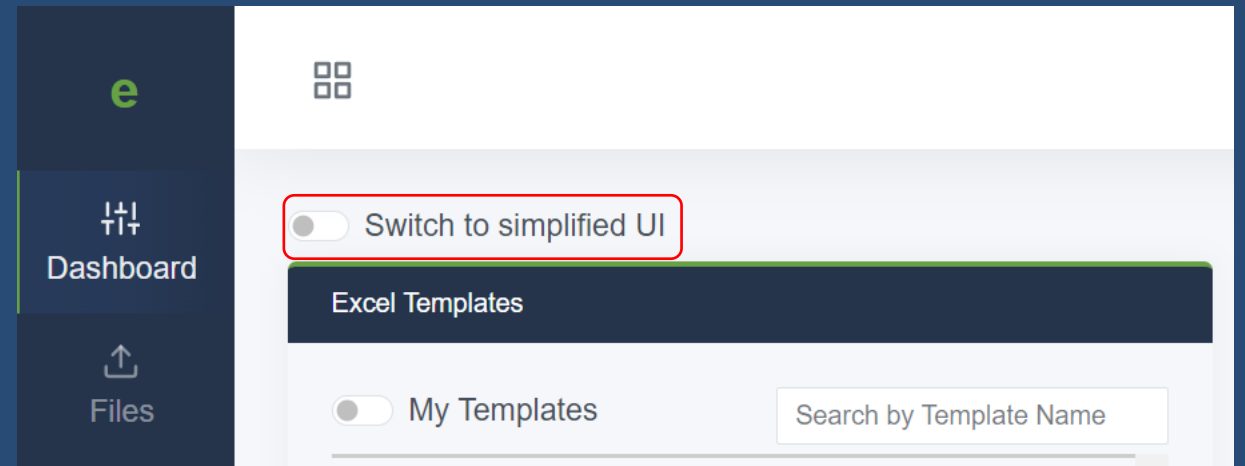 e
Dashboard
Files
Switch to simplified UI
Excel Templates
My Templates
Search by Template Name